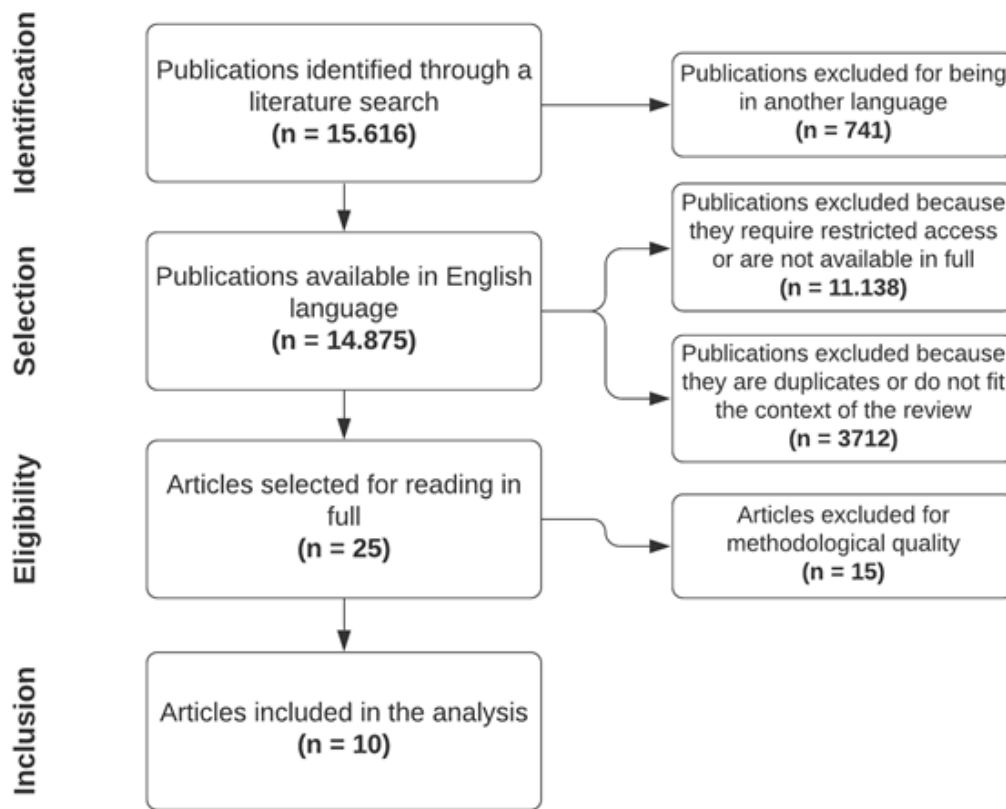 Identification
Publications identified through a
literature search
(n = 15.616)
Publications excluded for being
in another language
(n = 741)
Selection
Publications available in English
language
(n = 14.875)
Publications excluded because
they require restricted access
or are not available in full
(n = 11.138)
Publications excluded because
they are duplicates or do not fit
the context of the review
(n = 3712)
Eligibility
Articles selected for reading in
full
(n = 25)
Articles excluded for
methodological quality
(n = 15)
Inclusion
Articles included in the analysis
(n = 10)